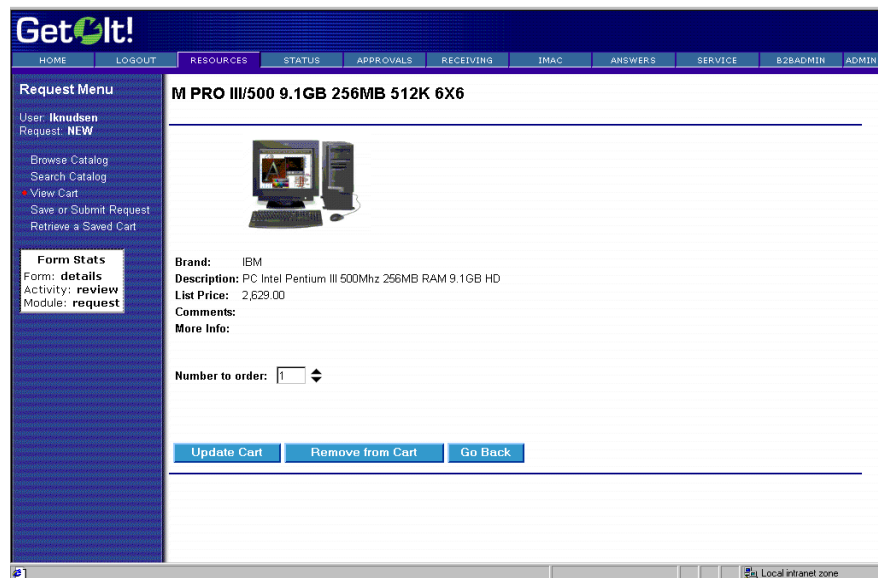 Get It!
HOME LOGOUT RESOURCES STATUS APPROVALS RECEIVING IMAC ANSWERS SERVICE B2BADMIN ADMIN
Request Menu
User: lknudsen
Request: NEW
Browse Catalog
Search Catalog
View Cart
Save or Submit Request
Retrieve a Saved Cart
Form Stats
Form: details
Activity: review
Module: request
M PRO III/500 9.1GB 256MB 512K 6X6
Brand: IBM
Description: PC Intel Pentium III 500Mhz 256MB RAM 9.1GB HD
List Price: 2,629.00
Comments:
More Info:
Number to order: 1
Update Cart Remove from Cart Go Back
Local intranet zone